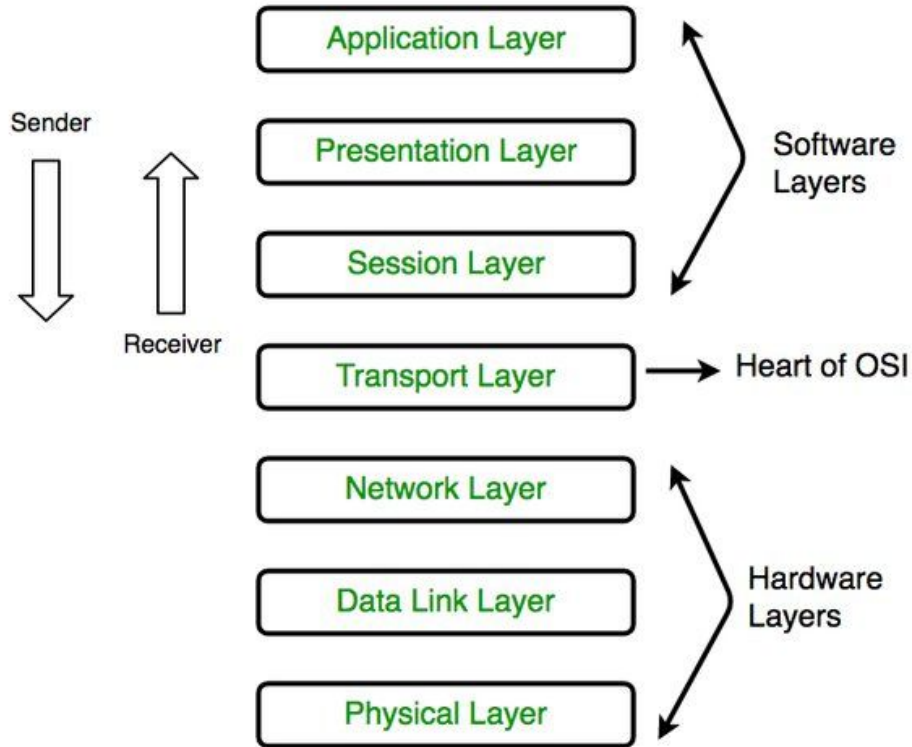 Application Layer
Sender
Presentation Layer
Software
Layers
Session Layer
Receiver
Transport Layer
Heart of OSI
Network Layer
Data Link Layer
Hardware
Layers
Physical Layer